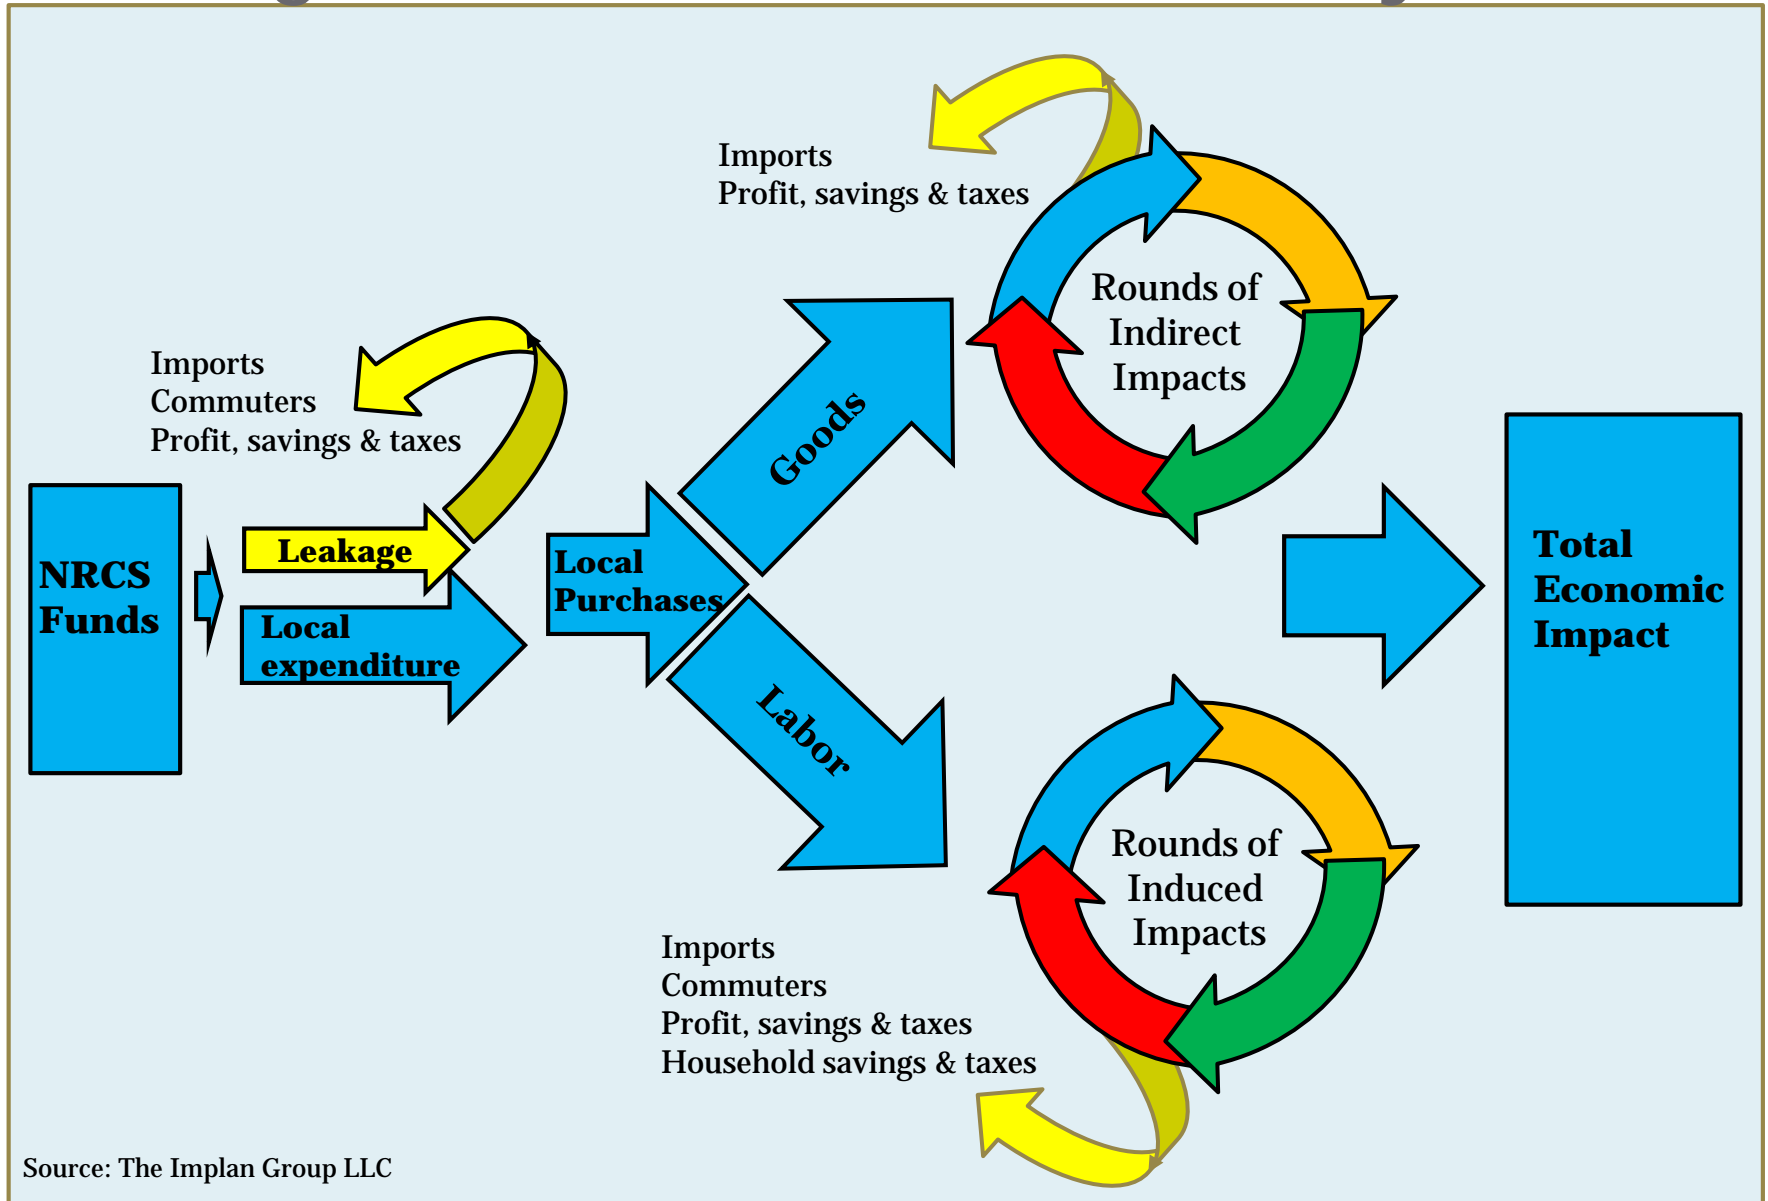 Imports
Profit, savings & taxes
Rounds of
Indirect
Impacts
Imports
Commuters
Profit, savings & taxes
Goods
NRCS
Funds
Leakage
Local
expenditure
Local
Purchases
Labor
Total
Economic
Impact
Rounds of
Induced
Impacts
Imports
Commuters
Profit, savings & taxes
Household savings & taxes
Source: The Implan Group LLC